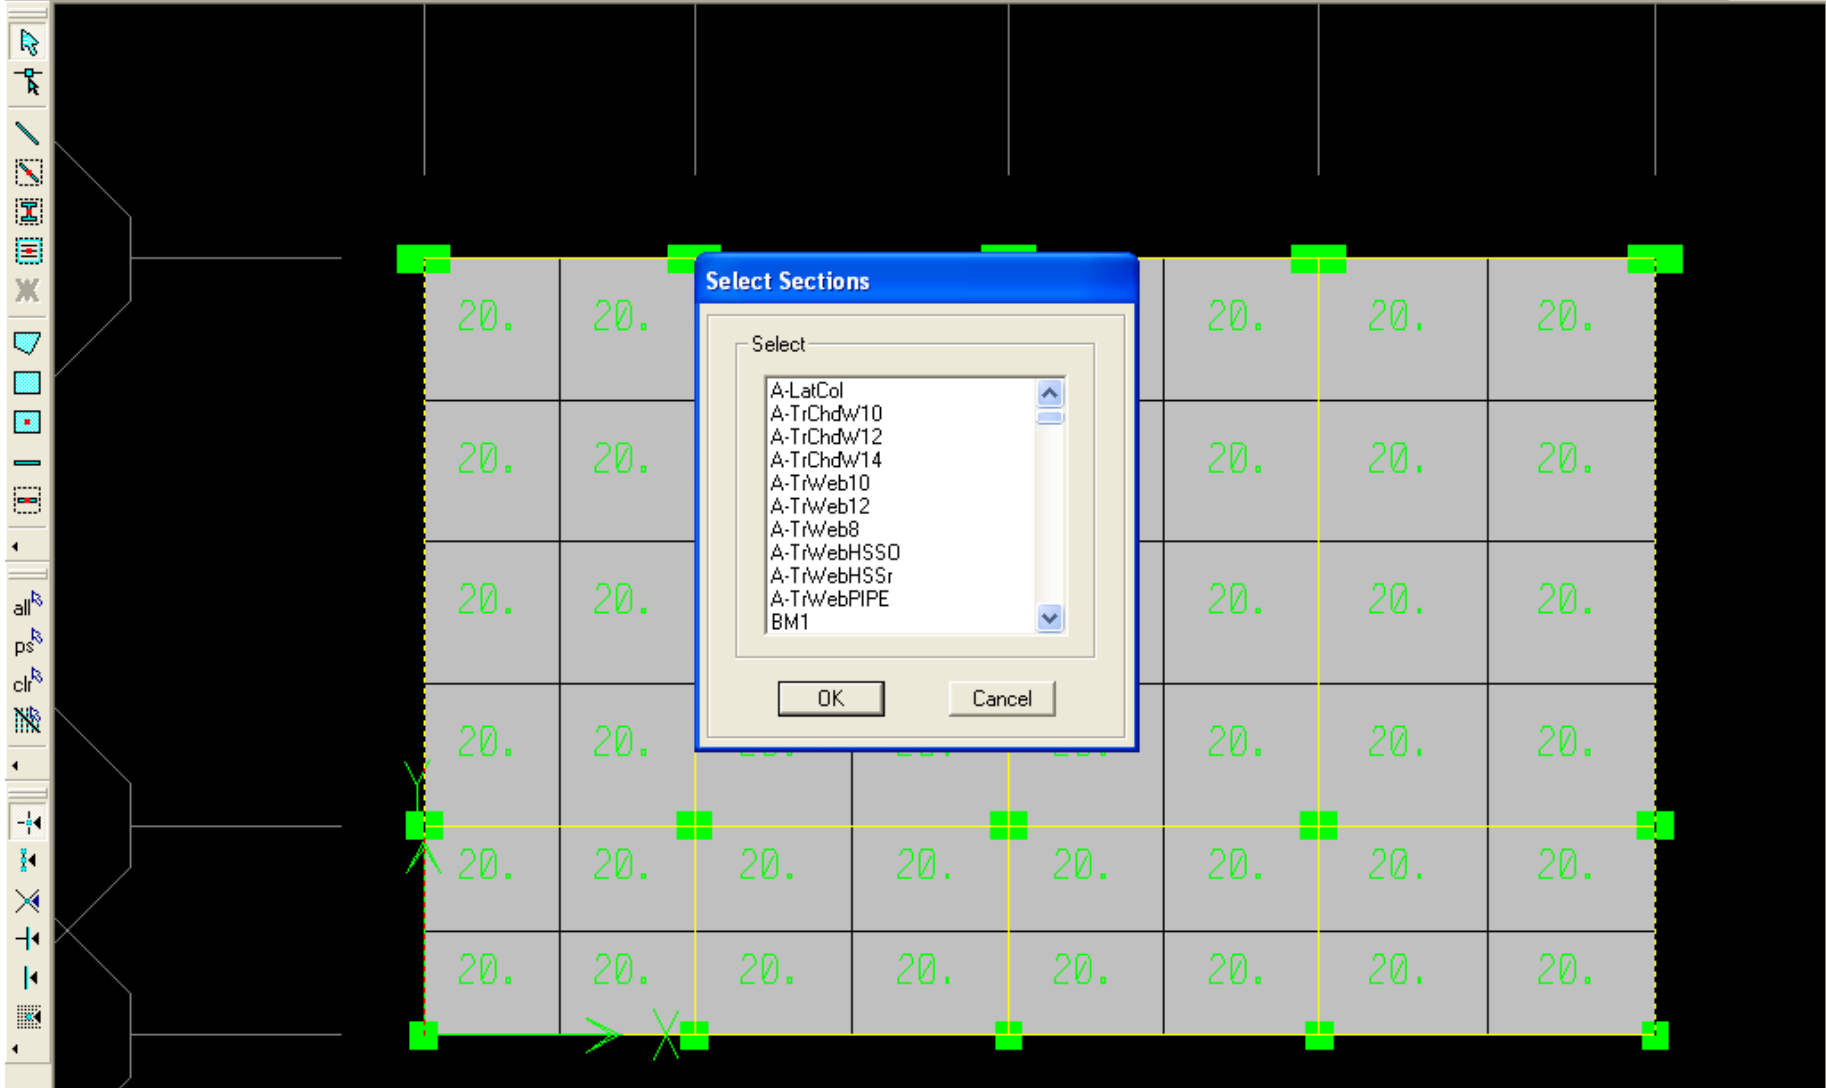 Select Sections
Select
A-LatCol
A-TrChdW10
A-TrChdW12
A-TrChdW14
A-TrWeb10
A-TrWeb12
A-TrWeb8
A-TrWebHSSO
A-TrWebHSSr
A-TrWebPIPE
BM1
OK Cancel
all
ps
clr
20. 20. 20. 20. 20.
20. 20. 20. 20. 20.
20. 20. 20. 20. 20.
20. 20. 20. 20. 20.
Y
20. 20. 20. 20. 20. 20. 20. 20.
20. 20. 20. 20. 20. 20. 20. 20.
X